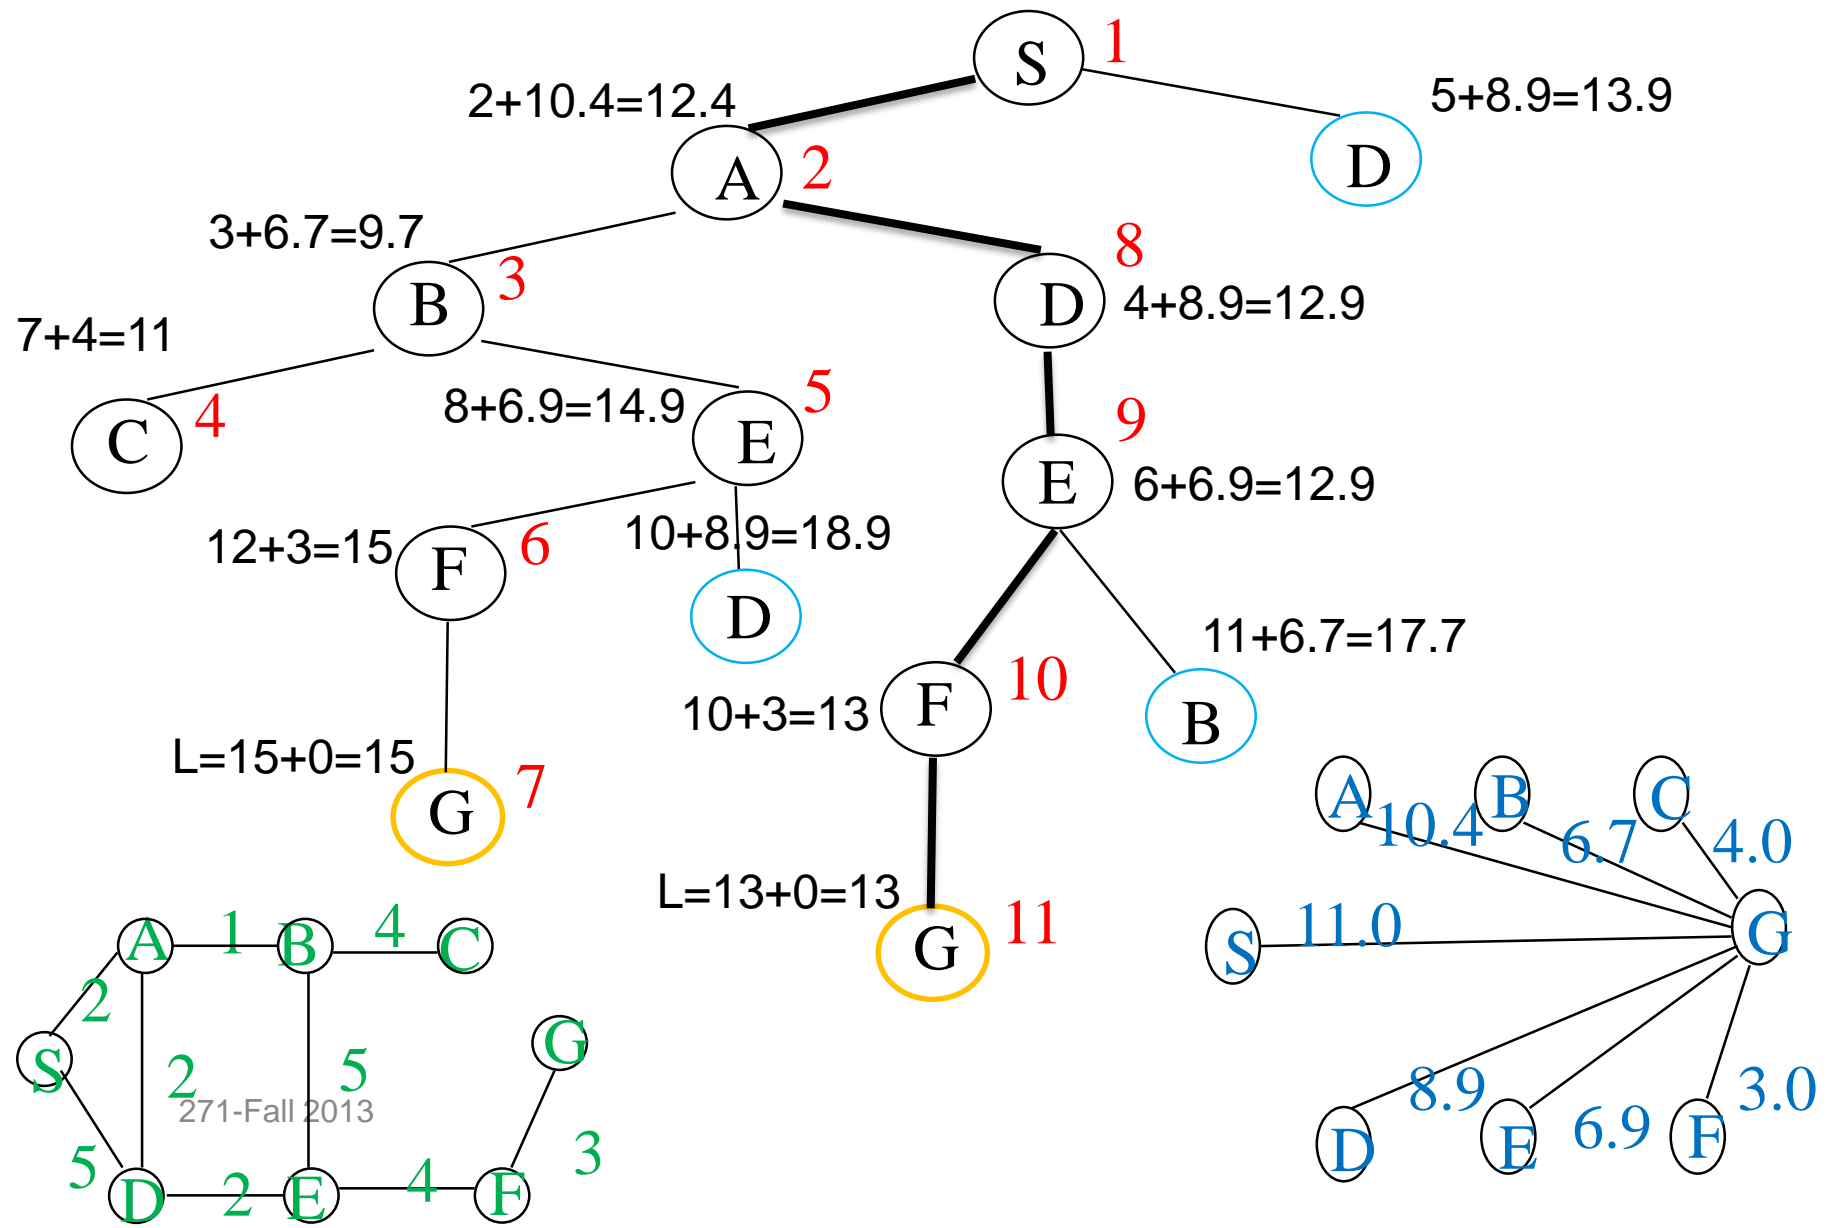 S 1
2+10.4=12.4
5+8.9=13.9
A 2
D
3+6.7=9.7
B 3
8
D 4+8.9=12.9
7+4=11
C 4
8+6.9=14.9
E 5
9
E 6+6.9=12.9
12+3=15
F 6
10+8.9=18.9
D
11+6.7=17.7
10+3=13
F 10
B
L=15+0=15
G 7
L=13+0=13
G 11
A 1 B 4 C
2
S 2 5 G
271-Fall 2013
5 3
D 2 E 4 F
A B C
10.4 6.7 4.0
S 11.0 G
8.9 6.9 3.0
D E F